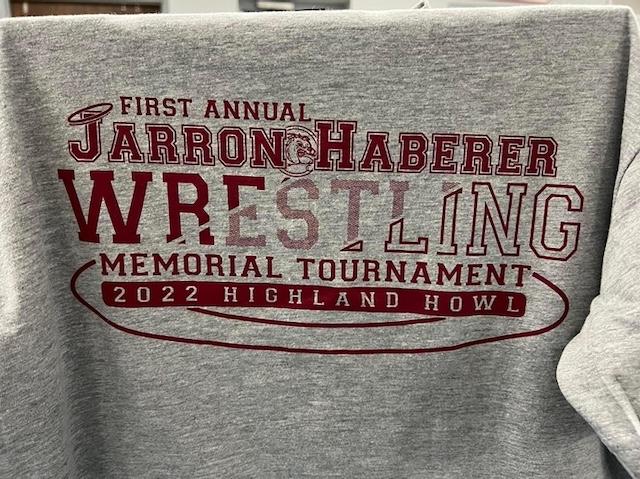 FIRST ANNUAL
JARRON HABERER
WRESTLING
MEMORIAL TOURNAMENT
2022 HIGHLAND HOWL